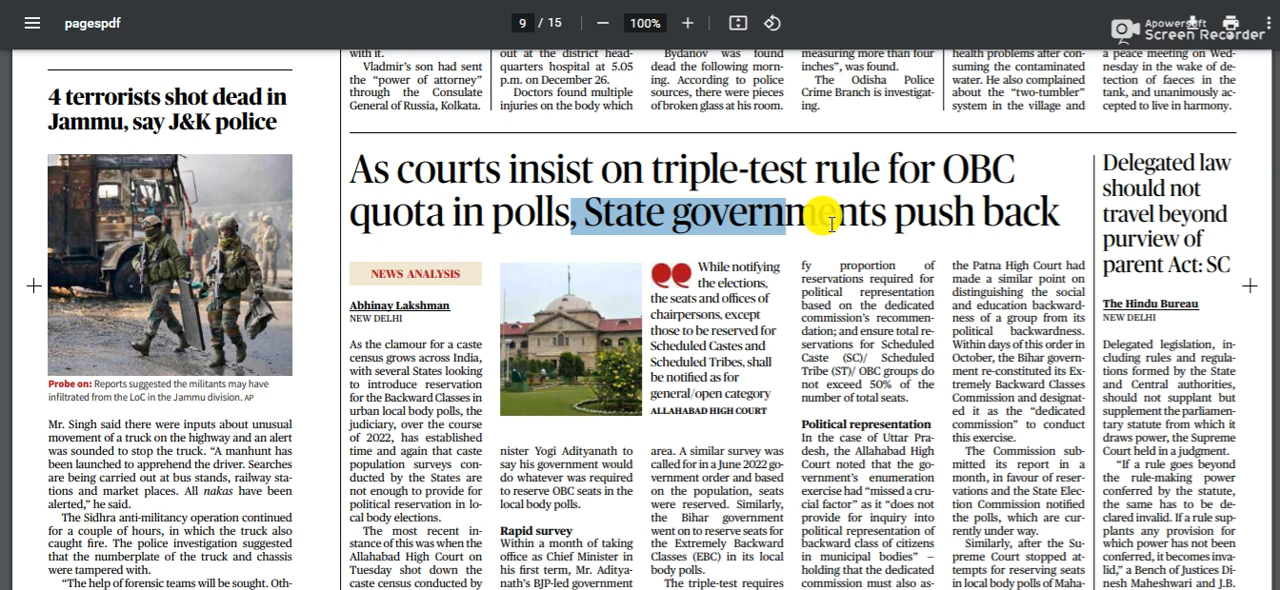 pagespdf
9 / 15
100%
Apowersoft
Screen Recorder
4 terrorists shot dead in
Jammu, say J&K police
Probe on: Reports suggested the militants may have
infiltrated from the LoC in the Jammu division. AP
Mr. Singh said there were inputs about unusual
movement of a truck on the highway and an alert
was sounded to stop the truck. “A manhunt has
been launched to apprehend the driver. Searches
are being carried out at bus stands, railway sta-
tions and market places. All nakas have been
alerted,” he said.
The Sidhra anti-militancy operation continued
for a couple of hours, in which the truck also
caught fire. The police investigation suggested
that the numberplate of the truck and chassis
were tampered with.
“The help of forensic teams will be sought. Oth-
with it.
Vladmir’s son had sent
the “power of attorney”
through the Consulate
General of Russia, Kolkata.
out at the district head-
quarters hospital at 5.05
p.m. on December 26.
Doctors found multiple
injuries on the body which
Bydanov was found
dead the following morn-
ing. According to police
sources, there were pieces
of broken glass at his room.
measuring more than four
inches”, was found.
The Odisha Police
Crime Branch is investigat-
ing.
health problems after con-
suming the contaminated
water. He also complained
about the “two-tumbler”
system in the village and
a peace meeting on Wed-
nesday in the wake of de-
tection of faeces in the
tank, and unanimously ac-
cepted to live in harmony.
As courts insist on triple-test rule for OBC
quota in polls, State governments push back
NEWS ANALYSIS
Abhinay Lakshman
NEW DELHI
As the clamour for a caste
census grows across India,
with several States looking
to introduce reservation
for the Backward Classes in
urban local body polls, the
judiciary, over the course
of 2022, has established
time and again that caste
population surveys con-
ducted by the States are
not enough to provide for
political reservation in lo-
cal body elections.
The most recent in-
stance of this was when the
Allahabad High Court on
Tuesday shot down the
caste census conducted by
While notifying
the elections,
the seats and offices of
chairpersons, except
those to be reserved for
Scheduled Castes and
Scheduled Tribes, shall
be notified as for
general/open category
ALLAHABAD HIGH COURT
nister Yogi Adityanath to
say his government would
do whatever was required
to reserve OBC seats in the
local body polls.
Rapid survey
Within a month of taking
office as Chief Minister in
his first term, Mr. Aditya-
nath’s BJP-led government
area. A similar survey was
called for in a June 2022 go-
vernment order and based
on the population, seats
were reserved. Similarly,
the Bihar government
went on to reserve seats for
the Extremely Backward
Classes (EBC) in its local
body polls.
The triple-test requires
fy proportion of
reservations required for
political representation
based on the dedicated
commission’s recommen-
dation; and ensure total re-
servations for Scheduled
Caste (SC)/ Scheduled
Tribe (ST)/ OBC groups do
not exceed 50% of the
number of total seats.
Political representation
In the case of Uttar Pra-
desh, the Allahabad High
Court noted that the go-
vernment’s enumeration
exercise had “missed a cru-
cial factor” as it “does not
provide for inquiry into
political representation of
backward class of citizens
in municipal bodies” –
holding that the dedicated
commission must also as-
the Patna High Court had
made a similar point on
distinguishing the social
and education backward-
ness of a group from its
political backwardness.
Within days of this order in
October, the Bihar govern-
ment re-constituted its Ex-
tremely Backward Classes
Commission and designat-
ed it as the “dedicated
commission” to conduct
this exercise.
The Commission sub-
mitted its report in a
month, in favour of reser-
vations and the State Elec-
tion Commission notified
the polls, which are cur-
rently under way.
Similarly, after the Su-
preme Court stopped at-
tempts for reserving seats
in local body polls of Maha-
Delegated law
should not
travel beyond
purview of
parent Act: SC
The Hindu Bureau
NEW DELHI
Delegated legislation, in-
cluding rules and regula-
tions formed by the State
and Central authorities,
should not supplant but
supplement the parliamen-
tary statute from which it
draws power, the Supreme
Court held in a judgment.
“If a rule goes beyond
the rule-making power
conferred by the statute,
the same has to be de-
clared invalid. If a rule sup-
plants any provision for
which power has not been
conferred, it becomes inva-
lid,” a Bench of Justices Di-
nesh Maheshwari and J.B.